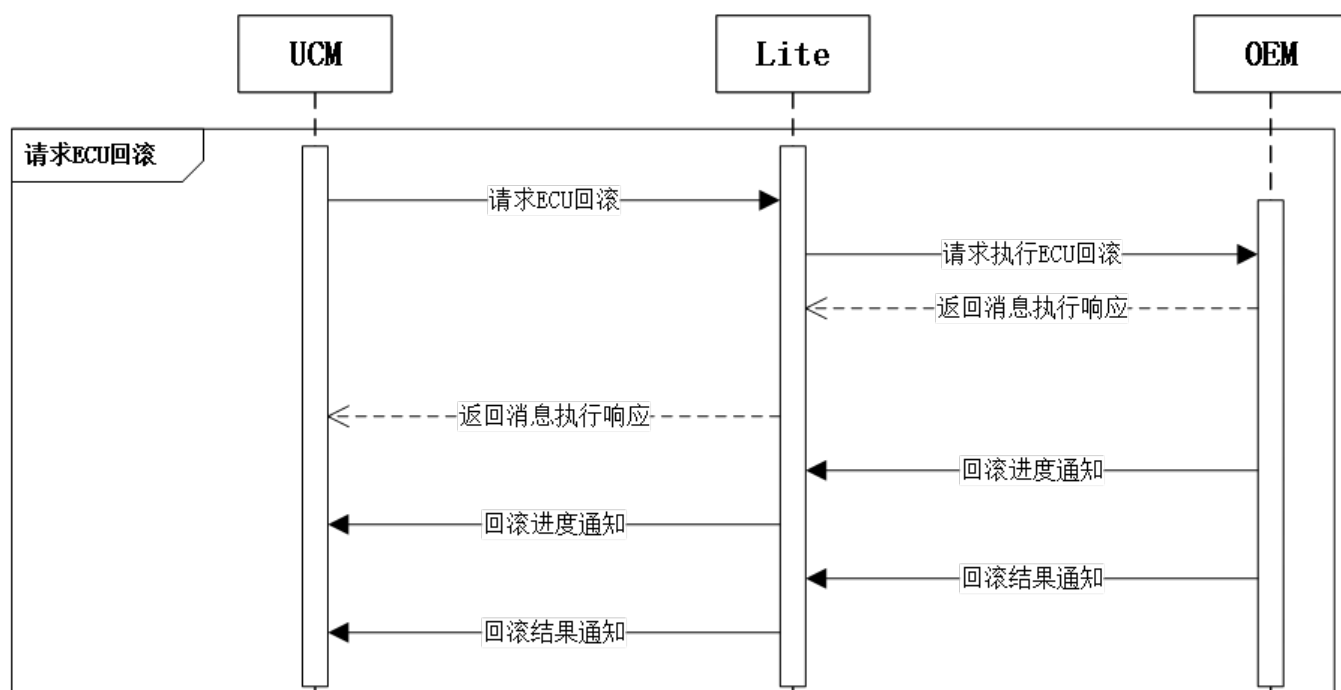 UCM
Lite
OEM
请求ECU回滚
请求ECU回滚
请求执行ECU回滚
返回消息执行响应
返回消息执行响应
回滚进度通知
回滚进度通知
回滚结果通知
回滚结果通知